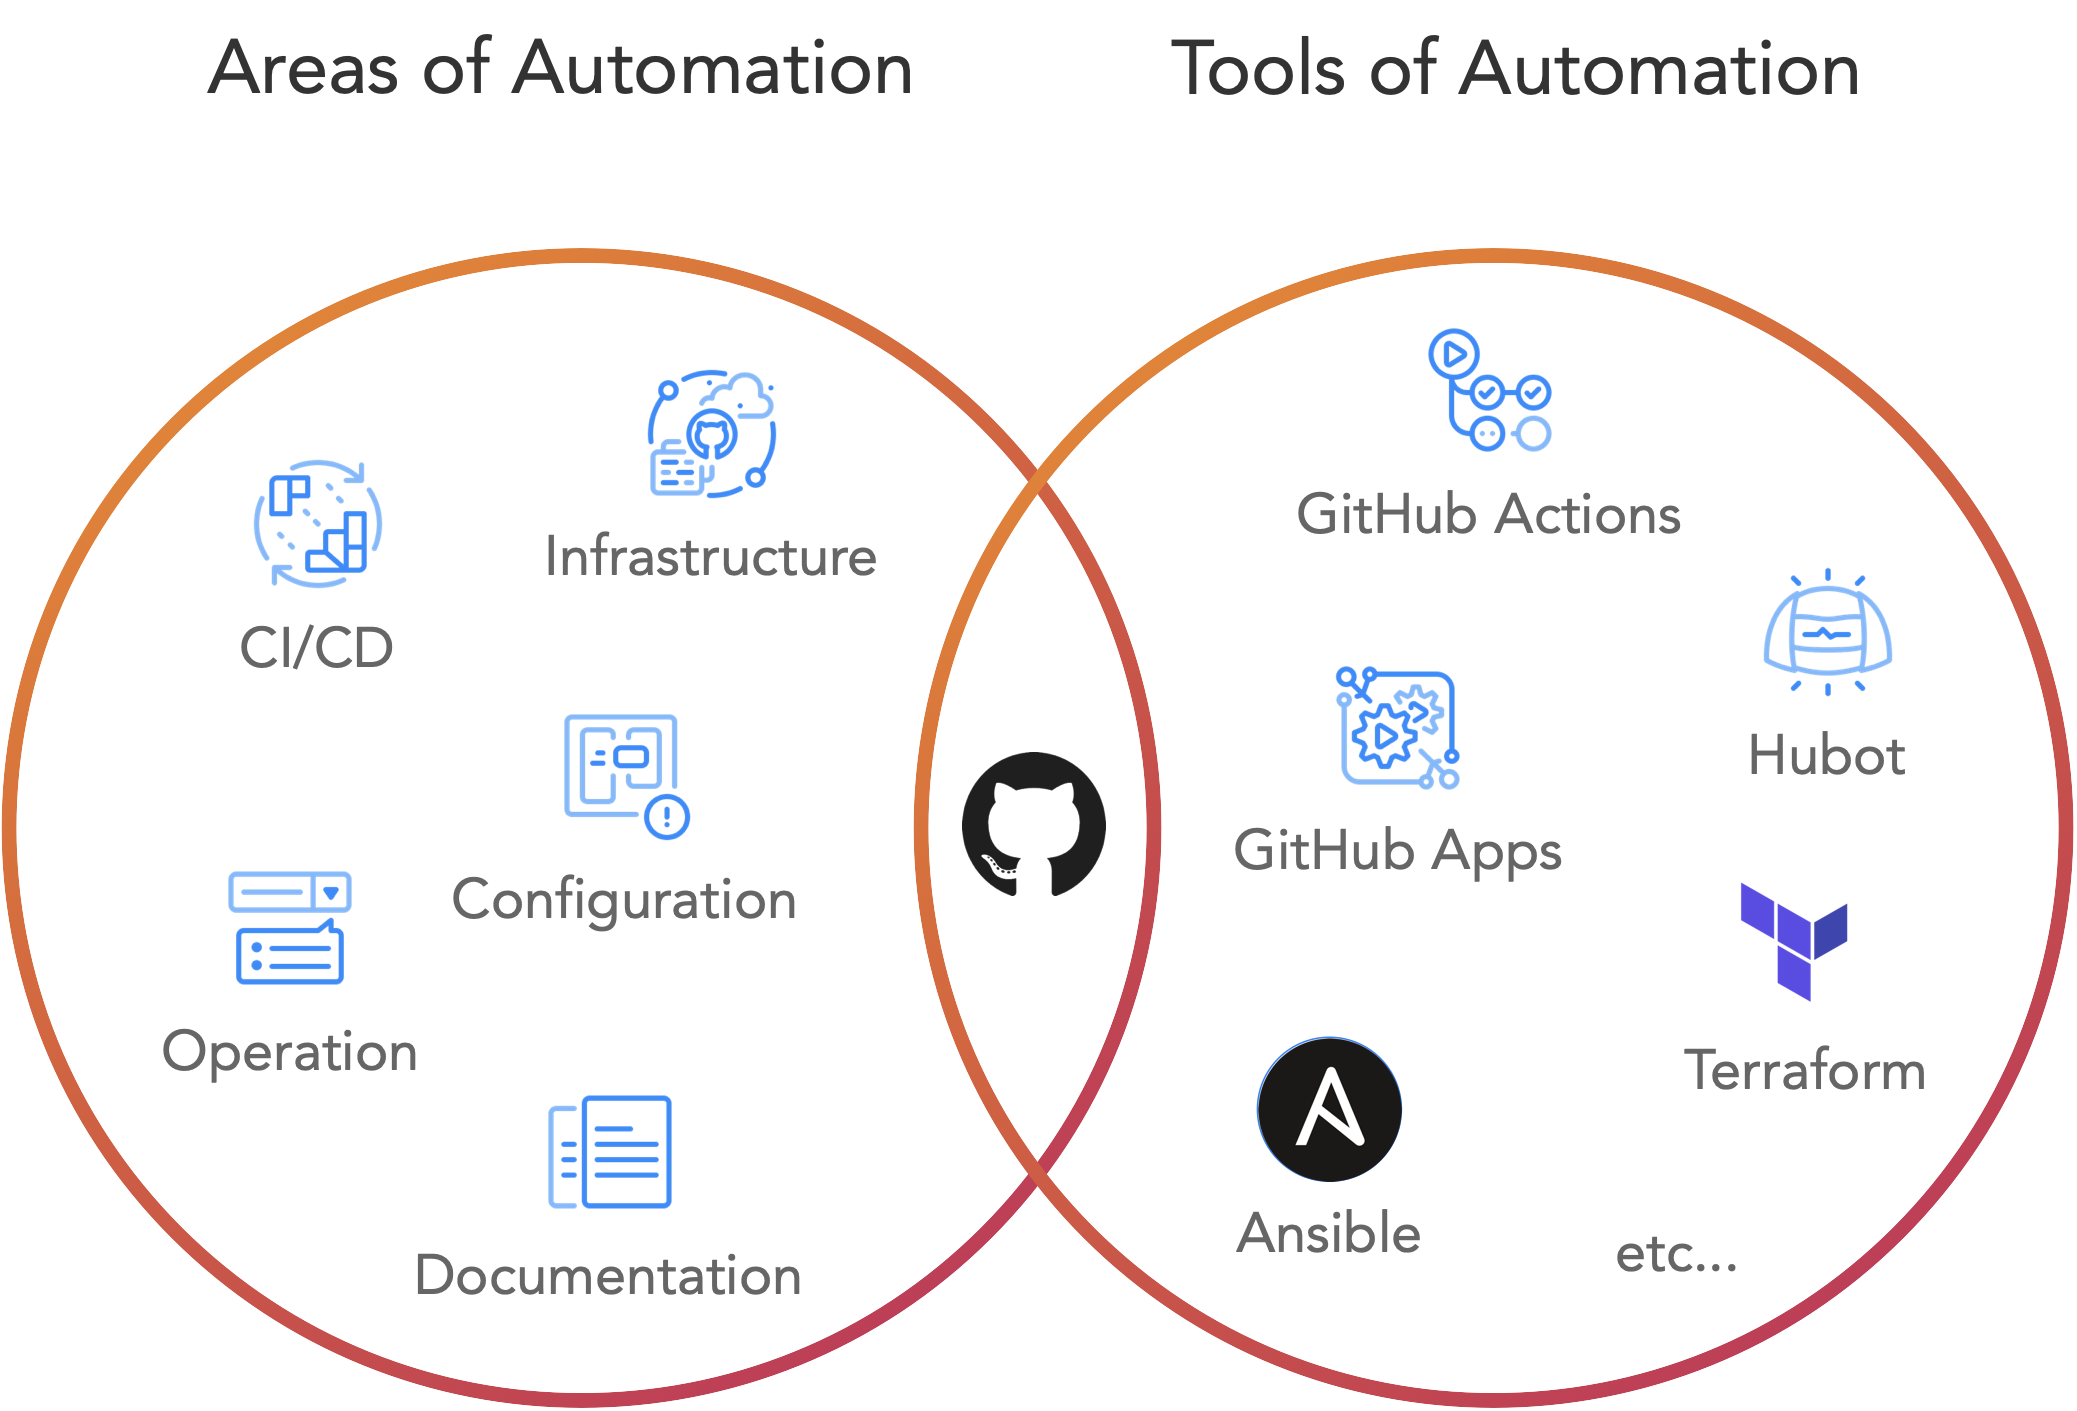 Areas of Automation
Tools of Automation
Infrastructure
CI/CD
Configuration
Operation
Documentation
GitHub Actions
Hubot
GitHub Apps
Terraform
Ansible
etc...